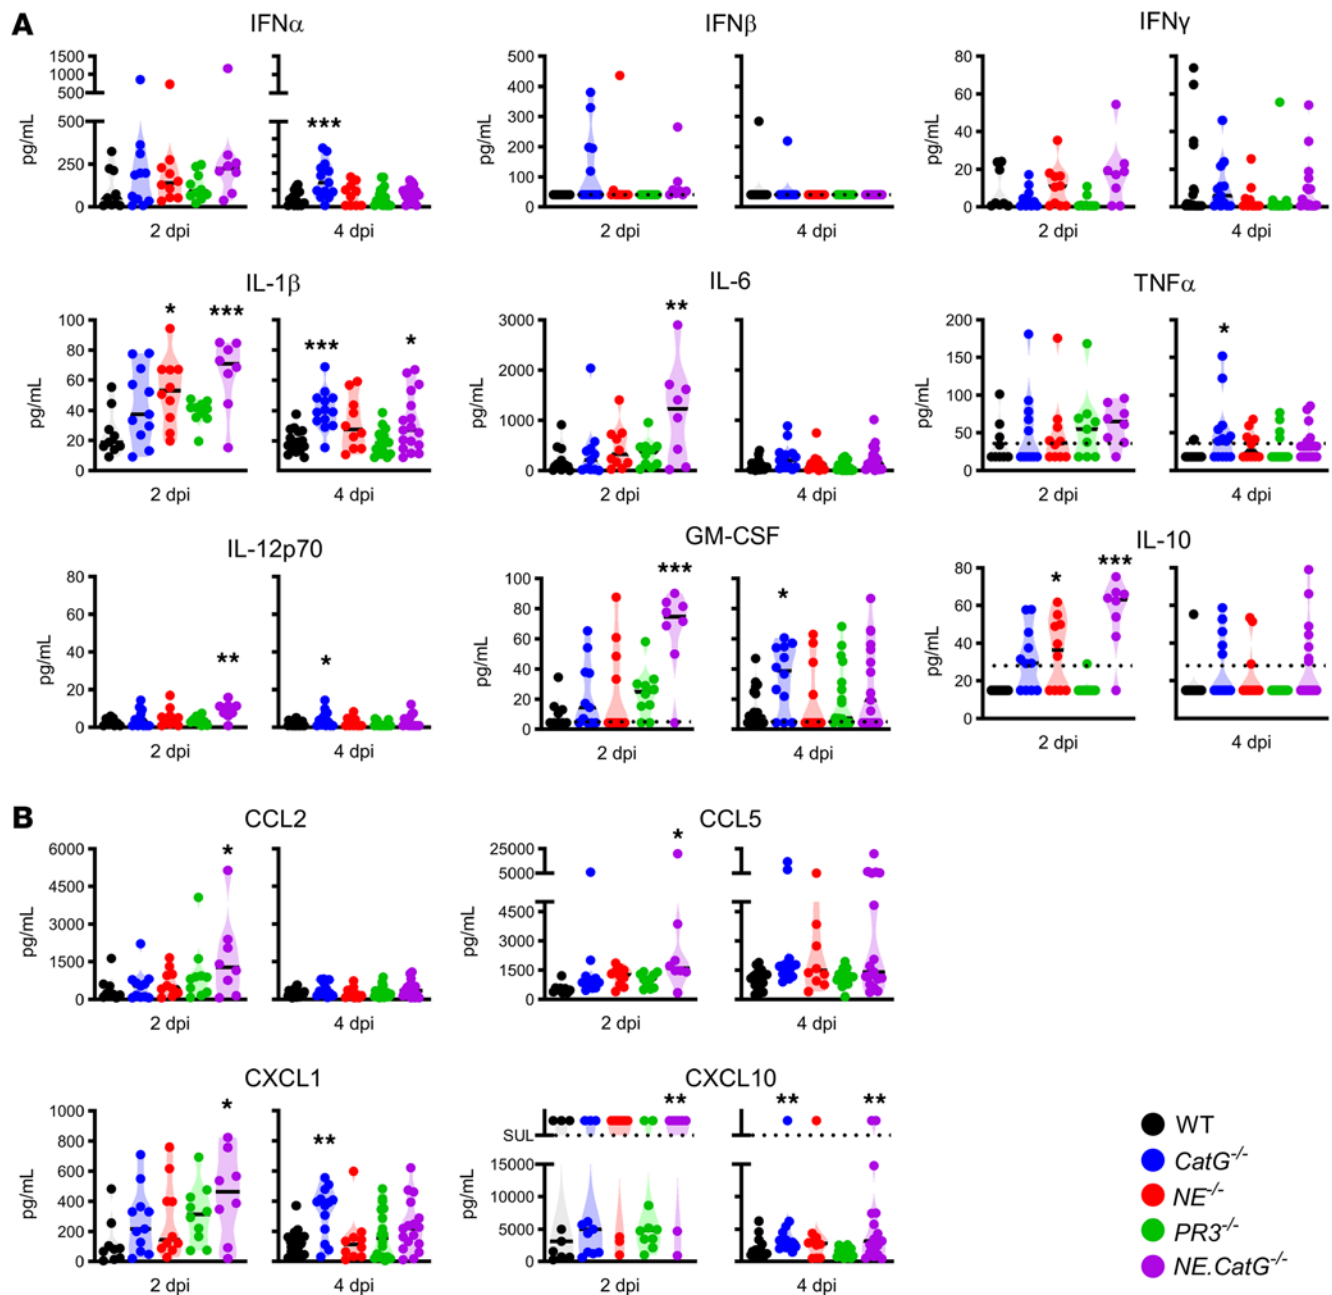 A
IFNα
IFNβ
IFNγ
1500
1000
500
500
250
0
pg/mL
***
2 dpi
4 dpi
500
400
300
200
100
0
pg/mL
2 dpi
4 dpi
80
60
40
20
0
pg/mL
2 dpi
4 dpi
IL-1β
IL-6
TNFα
100
80
60
40
20
0
pg/mL
*
***
***
*
2 dpi
4 dpi
3000
2000
1000
0
pg/mL
**
2 dpi
4 dpi
200
150
100
50
0
pg/mL
*
2 dpi
4 dpi
IL-12p70
GM-CSF
IL-10
80
60
40
20
0
pg/mL
**
*
2 dpi
4 dpi
100
80
60
40
20
0
pg/mL
***
*
2 dpi
4 dpi
80
60
40
20
0
pg/mL
*
***
2 dpi
4 dpi
B
CCL2
CCL5
6000
4500
3000
1500
0
pg/mL
*
2 dpi
4 dpi
25000
5000
4500
3000
1500
0
pg/mL
*
2 dpi
4 dpi
CXCL1
CXCL10
1000
800
600
400
200
0
pg/mL
*
**
2 dpi
4 dpi
SUL
15000
10000
5000
0
pg/mL
**
**
**
2 dpi
4 dpi
WT
CatG-/-
NE-/-
PR3-/-
NE.CatG-/-